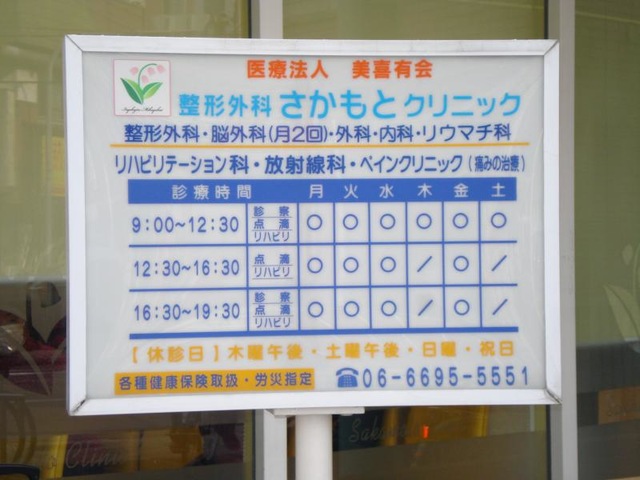 医療法人 美喜有会
整形外科 さかもとクリニック
整形外科・脳外科(月2回)・外科・内科・リウマチ科
リハビリテーション科・放射線科・ペインクリニック(痛みの治療)
診療時間 月 火 水 木 金 土
9:00~12:30 診察 点滴 リハビリ ○ ○ ○ ○ ○ ○
12:30~16:30 点滴 リハビリ ○ ○ ○ / ○ /
16:30~19:30 診察 点滴 リハビリ ○ ○ ○ / ○ /
【休診日】木曜午後・土曜午後・日曜・祝日
各種健康保険取扱・労災指定 ☎06-6695-5551
Clinic